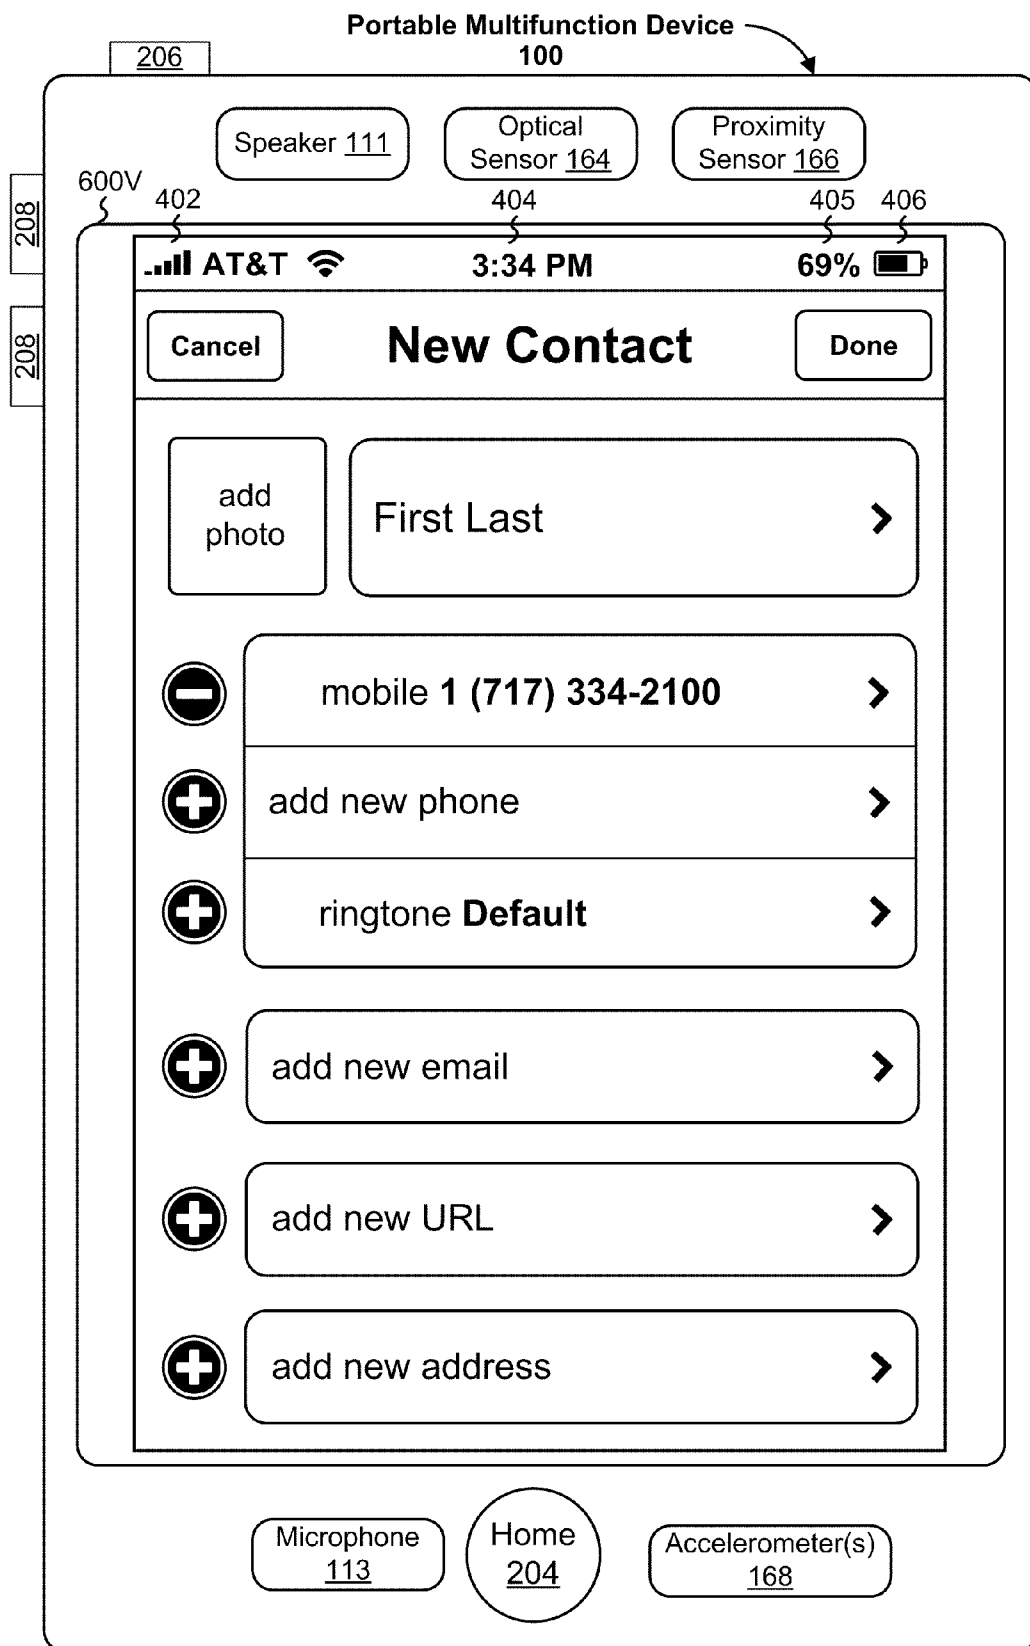 Portable Multifunction Device
100
206
Speaker 111
Optical
Sensor 164
Proximity
Sensor 166
600V
208
402
404
405
406
AT&T
3:34 PM
69%
Cancel
New Contact
Done
208
add
photo
First Last
mobile 1 (717) 334-2100
add new phone
ringtone Default
add new email
add new URL
add new address
Microphone
113
Home
204
Accelerometer(s)
168